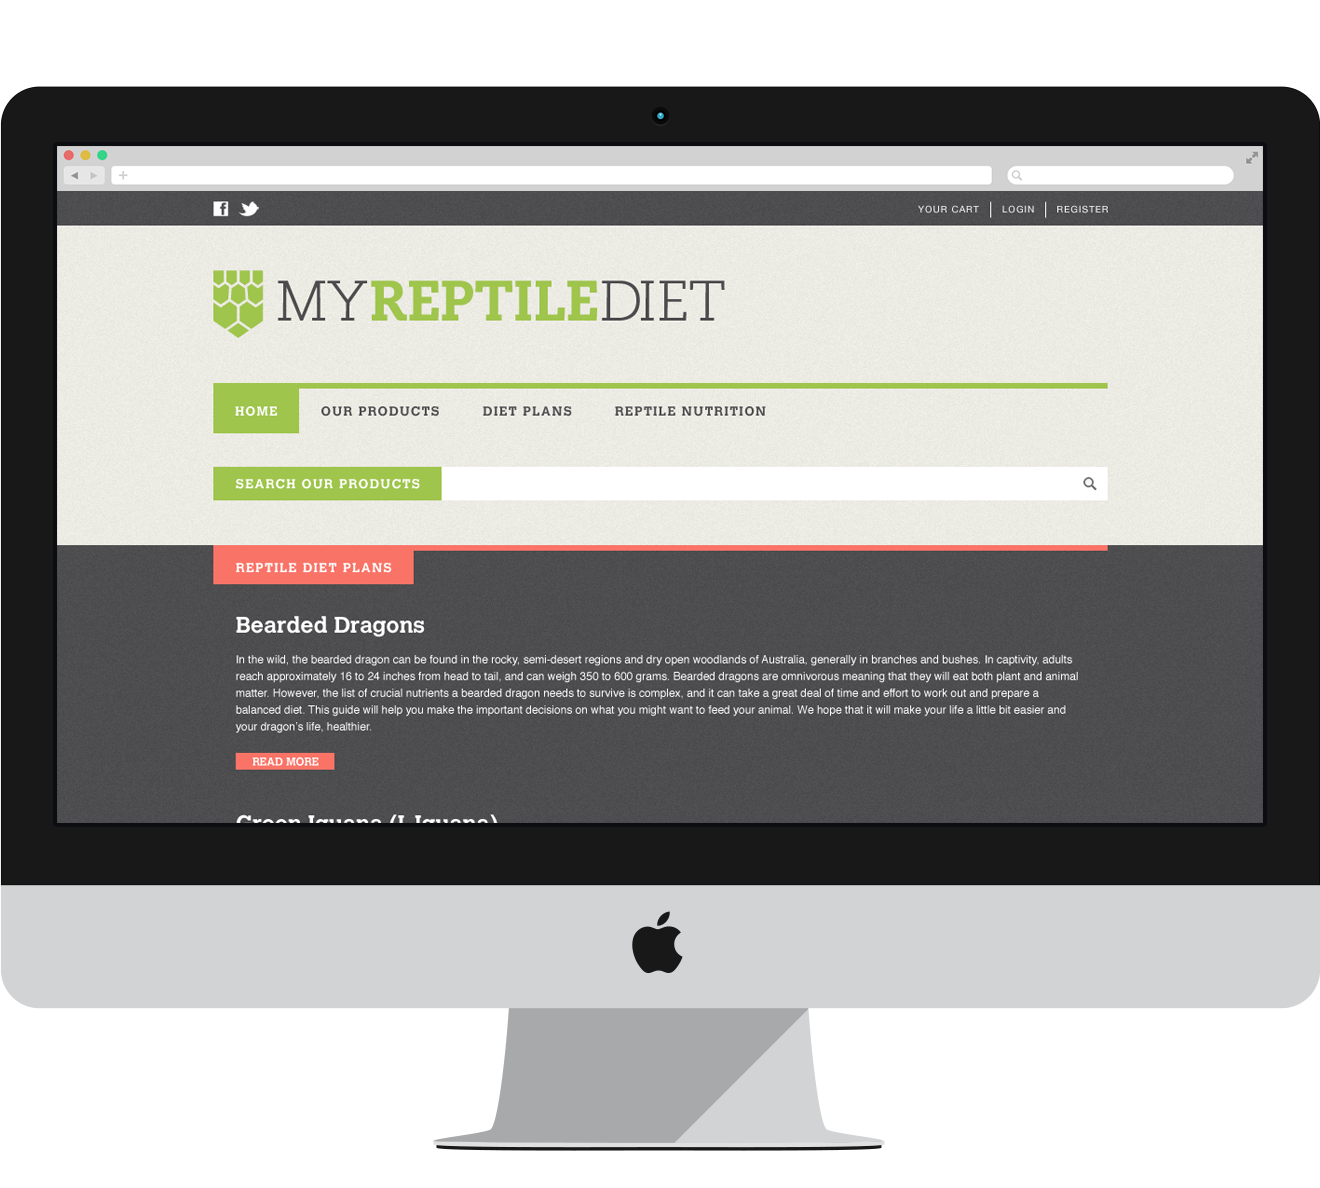 YOUR CART LOGIN REGISTER
MYREPTILEDIET
HOME OUR PRODUCTS DIET PLANS REPTILE NUTRITION
SEARCH OUR PRODUCTS
REPTILE DIET PLANS
Bearded Dragons
In the wild, the bearded dragon can be found in the rocky, semi-desert regions and dry open woodlands of Australia, generally in branches and bushes. In captivity, adults
reach approximately 16 to 24 inches from head to tail, and can weigh 350 to 600 grams. Bearded dragons are omnivorous meaning that they will eat both plant and animal
matter. However, the list of crucial nutrients a bearded dragon needs to survive is complex, and it can take a great deal of time and effort to work out and prepare a
balanced diet. This guide will help you make the important decisions on what you might want to feed your animal. We hope that it will make your life a little bit easier and
your dragon's life, healthier.
READ MORE
Green Iguana (I. Iguana)